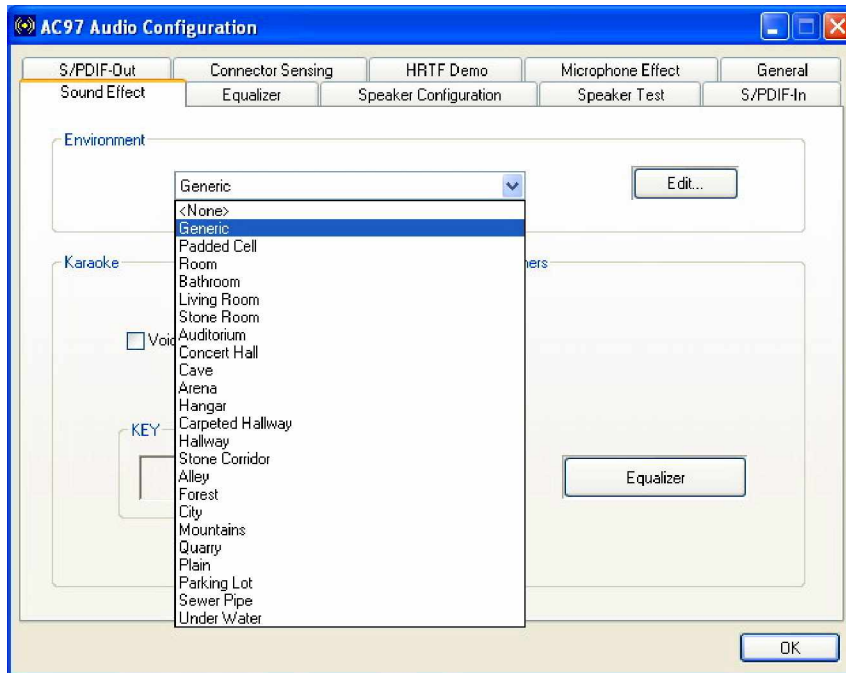 AC97 Audio Configuration
S/PDIF-Out Connector Sensing HRTF Demo Microphone Effect General
Sound Effect Equalizer Speaker Configuration Speaker Test S/PDIF-In
Environment
Generic Edit...
<None>
Generic
Padded Cell
Room
Bathroom
Living Room
Stone Room
Auditorium
Concert Hall
Cave
Arena
Hangar
Carpeted Hallway
Hallway
Stone Corridor
Alley
Forest
City
Mountains
Quarry
Plain
Parking Lot
Sewer Pipe
Under Water
Karaoke
KEY
Equalizer
OK